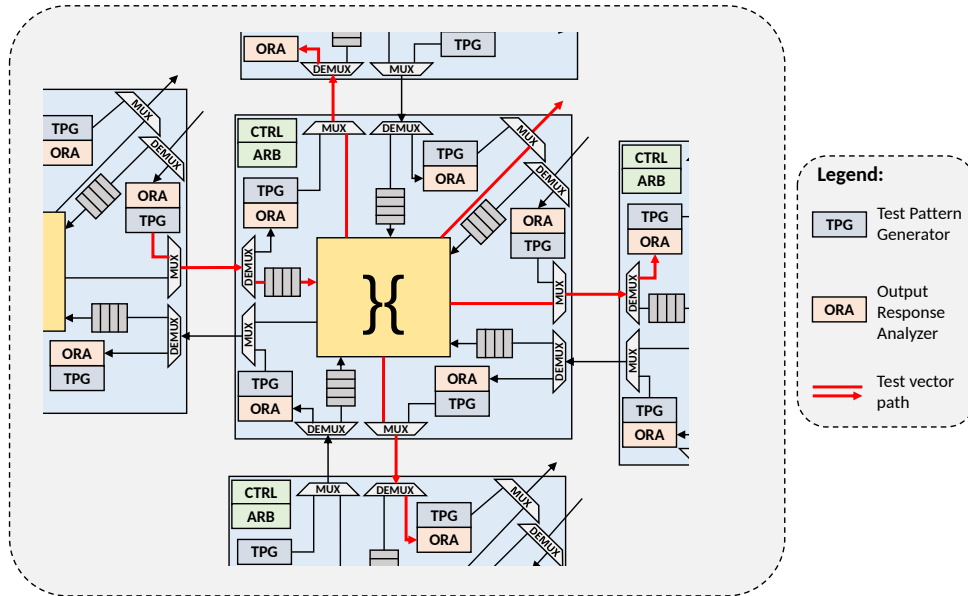 ORA
TPG
DEMUX
MUX
MUX
DEMUX
TPG
ORA
ORA
TPG
MUX
DEMUX
ORA
TPG
CTRL
ARB
MUX
DEMUX
MUX
DEMUX
TPG
ORA
TPG
ORA
ORA
TPG
DEMUX
MUX
MUX
DEMUX
TPG
ORA
ORA
TPG
DEMUX
MUX
CTRL
ARB
TPG
ORA
DEMUX
MUX
TPG
ORA
CTRL
ARB
MUX
DEMUX
MUX
DEMUX
TPG
ORA
TPG
Legend:
TPG
Test Pattern
Generator
ORA
Output
Response
Analyzer
Test vector
path